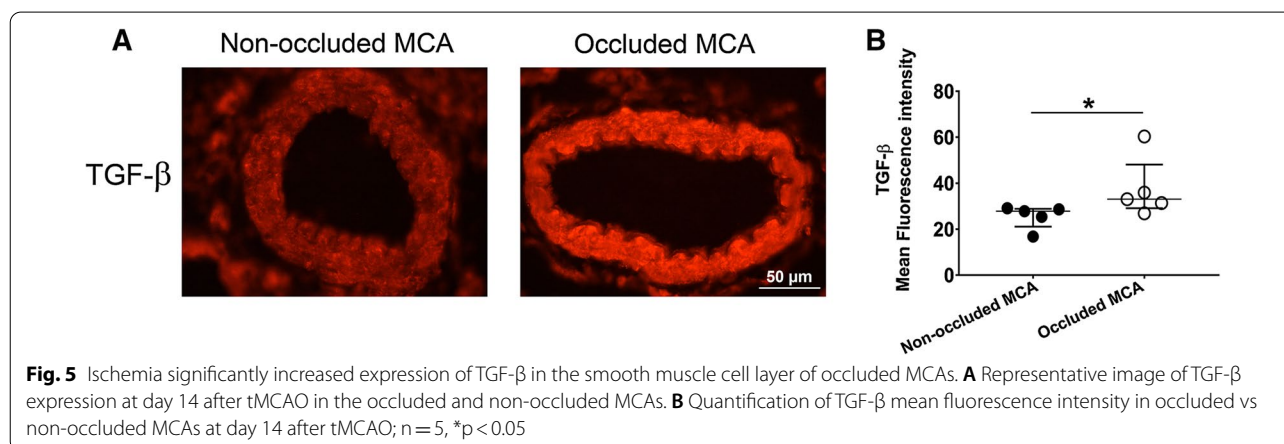 A
Non-occluded MCA
Occluded MCA
TGF-β
50 µm
B
TGF-β
Mean Fluorescence intensity
80
60
40
20
0
*
Non-occluded MCA
Occluded MCA
Fig. 5 Ischemia significantly increased expression of TGF-β in the smooth muscle cell layer of occluded MCAs. A Representative image of TGF-β
expression at day 14 after tMCAO in the occluded and non-occluded MCAs. B Quantification of TGF-β mean fluorescence intensity in occluded vs
non-occluded MCAs at day 14 after tMCAO; n = 5, *p < 0.05